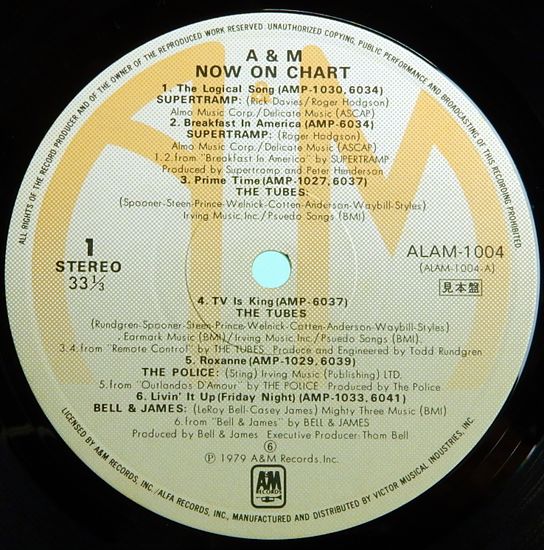 ALL RIGHTS OF THE RECORD PRODUCER AND OF THE OWNER OF THE REPRODUCED WORK RESERVED. UNAUTHORIZED COPYING, PUBLIC PERFORMANCE AND BROADCASTING OF THIS RECORD PROHIBITED.
A & M
NOW ON CHART
1. The Logical Song (AMP-1030, 6034)
SUPERTRAMP: (Rick Davies/Roger Hodgson)
Almo Music Corp./Delicate Music (ASCAP)
2. Breakfast In America (AMP-6034)
SUPERTRAMP: (Roger Hodgson)
Almo Music Corp./Delicate Music (ASCAP)
1.2.from "Breakfast In America" by SUPERTRAMP
Produced by Supertramp and Peter Henderson
3. Prime Time (AMP-1027, 6037)
THE TUBES:
(Spooner-Steen-Prince-Welnick-Cotten-Anderson-Waybill-Styles)
Irving Music, Inc./Psuedo Songs (BMI)
1
STEREO
33 1/3
ALAM-1004
(ALAM-1004-A)
見本盤
4. TV Is King (AMP-6037)
THE TUBES
(Rundgren-Spooner-Steen-Prince-Welnick-Cotten-Anderson-Waybill-Styles)
Earmark Music (BMI)/Irving Music, Inc./Psuedo Songs (BMI).
3.4.from "Remote Control" by THE TUBES Produce and Engineered by Todd Rundgren
5. Roxanne (AMP-1029, 6039)
THE POLICE: (Sting) Irving Music (Publishing) LTD.
5.from "Outlandos D'Amour" by THE POLICE Produced by The Police
6. Livin' It Up (Friday Night) (AMP-1033, 6041)
BELL & JAMES: (LeRoy Bell-Casey James) Mighty Three Music (BMI)
6.from "Bell & James" by BELL & JAMES
Produced by Bell & James Executive Producer: Thom Bell
⑥
Ⓟ 1979 A&M Records, Inc.
A&M
RECORDS
LICENSED BY A&M RECORDS, INC./ALFA RECORDS, INC., MANUFACTURED AND DISTRIBUTED BY VICTOR MUSICAL INDUSTRIES, INC.